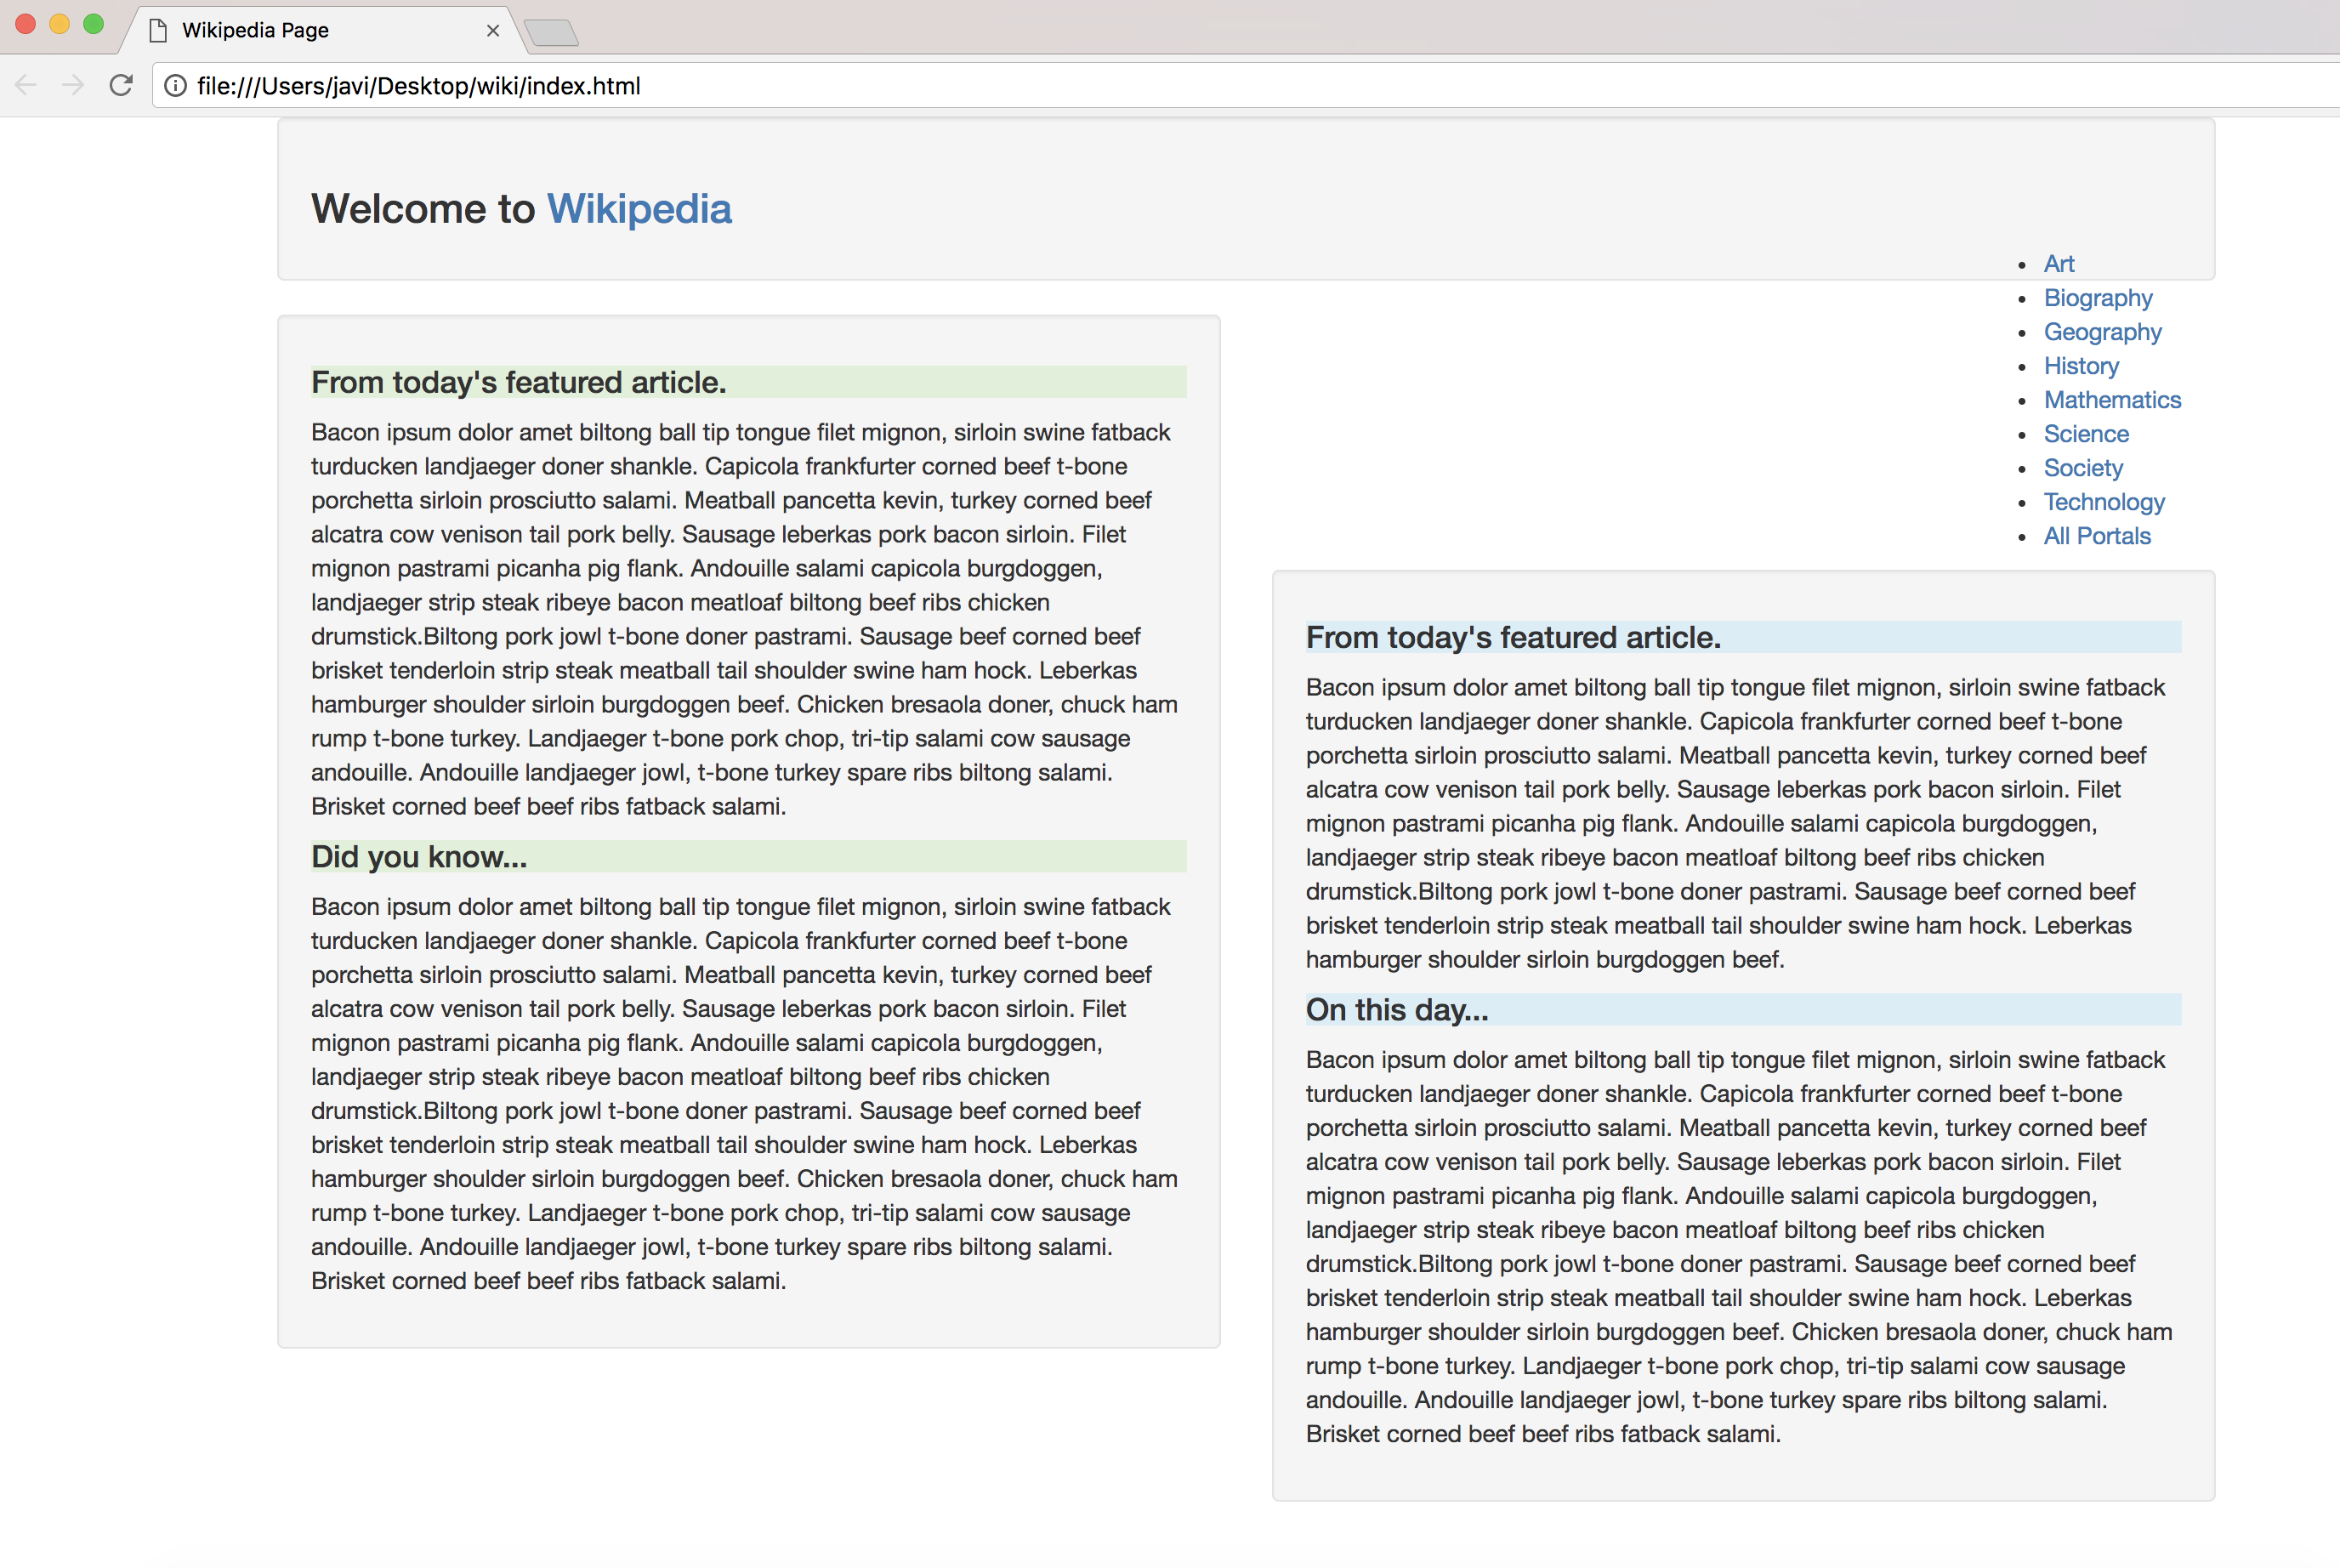 Wikipedia Page
file:///Users/javi/Desktop/wiki/index.html
Welcome to Wikipedia
Art
Biography
Geography
History
Mathematics
Science
Society
Technology
All Portals
From today's featured article.
Bacon ipsum dolor amet biltong ball tip tongue filet mignon, sirloin swine fatback
turducken landjaeger doner shankle. Capicola frankfurter corned beef t-bone
porchetta sirloin prosciutto salami. Meatball pancetta kevin, turkey corned beef
alcatra cow venison tail pork belly. Sausage leberkas pork bacon sirloin. Filet
mignon pastrami picanha pig flank. Andouille salami capicola burgdoggen,
landjaeger strip steak ribeye bacon meatloaf biltong beef ribs chicken
drumstick.Biltong pork jowl t-bone doner pastrami. Sausage beef corned beef
brisket tenderloin strip steak meatball tail shoulder swine ham hock. Leberkas
hamburger shoulder sirloin burgdoggen beef. Chicken bresaola doner, chuck ham
rump t-bone turkey. Landjaeger t-bone pork chop, tri-tip salami cow sausage
andouille. Andouille landjaeger jowl, t-bone turkey spare ribs biltong salami.
Brisket corned beef beef ribs fatback salami.
Did you know...
Bacon ipsum dolor amet biltong ball tip tongue filet mignon, sirloin swine fatback
turducken landjaeger doner shankle. Capicola frankfurter corned beef t-bone
porchetta sirloin prosciutto salami. Meatball pancetta kevin, turkey corned beef
alcatra cow venison tail pork belly. Sausage leberkas pork bacon sirloin. Filet
mignon pastrami picanha pig flank. Andouille salami capicola burgdoggen,
landjaeger strip steak ribeye bacon meatloaf biltong beef ribs chicken
drumstick.Biltong pork jowl t-bone doner pastrami. Sausage beef corned beef
brisket tenderloin strip steak meatball tail shoulder swine ham hock. Leberkas
hamburger shoulder sirloin burgdoggen beef. Chicken bresaola doner, chuck ham
rump t-bone turkey. Landjaeger t-bone pork chop, tri-tip salami cow sausage
andouille. Andouille landjaeger jowl, t-bone turkey spare ribs biltong salami.
Brisket corned beef beef ribs fatback salami.
From today's featured article.
Bacon ipsum dolor amet biltong ball tip tongue filet mignon, sirloin swine fatback
turducken landjaeger doner shankle. Capicola frankfurter corned beef t-bone
porchetta sirloin prosciutto salami. Meatball pancetta kevin, turkey corned beef
alcatra cow venison tail pork belly. Sausage leberkas pork bacon sirloin. Filet
mignon pastrami picanha pig flank. Andouille salami capicola burgdoggen,
landjaeger strip steak ribeye bacon meatloaf biltong beef ribs chicken
drumstick.Biltong pork jowl t-bone doner pastrami. Sausage beef corned beef
brisket tenderloin strip steak meatball tail shoulder swine ham hock. Leberkas
hamburger shoulder sirloin burgdoggen beef.
On this day...
Bacon ipsum dolor amet biltong ball tip tongue filet mignon, sirloin swine fatback
turducken landjaeger doner shankle. Capicola frankfurter corned beef t-bone
porchetta sirloin prosciutto salami. Meatball pancetta kevin, turkey corned beef
alcatra cow venison tail pork belly. Sausage leberkas pork bacon sirloin. Filet
mignon pastrami picanha pig flank. Andouille salami capicola burgdoggen,
landjaeger strip steak ribeye bacon meatloaf biltong beef ribs chicken
drumstick.Biltong pork jowl t-bone doner pastrami. Sausage beef corned beef
brisket tenderloin strip steak meatball tail shoulder swine ham hock. Leberkas
hamburger shoulder sirloin burgdoggen beef. Chicken bresaola doner, chuck ham
rump t-bone turkey. Landjaeger t-bone pork chop, tri-tip salami cow sausage
andouille. Andouille landjaeger jowl, t-bone turkey spare ribs biltong salami.
Brisket corned beef beef ribs fatback salami.